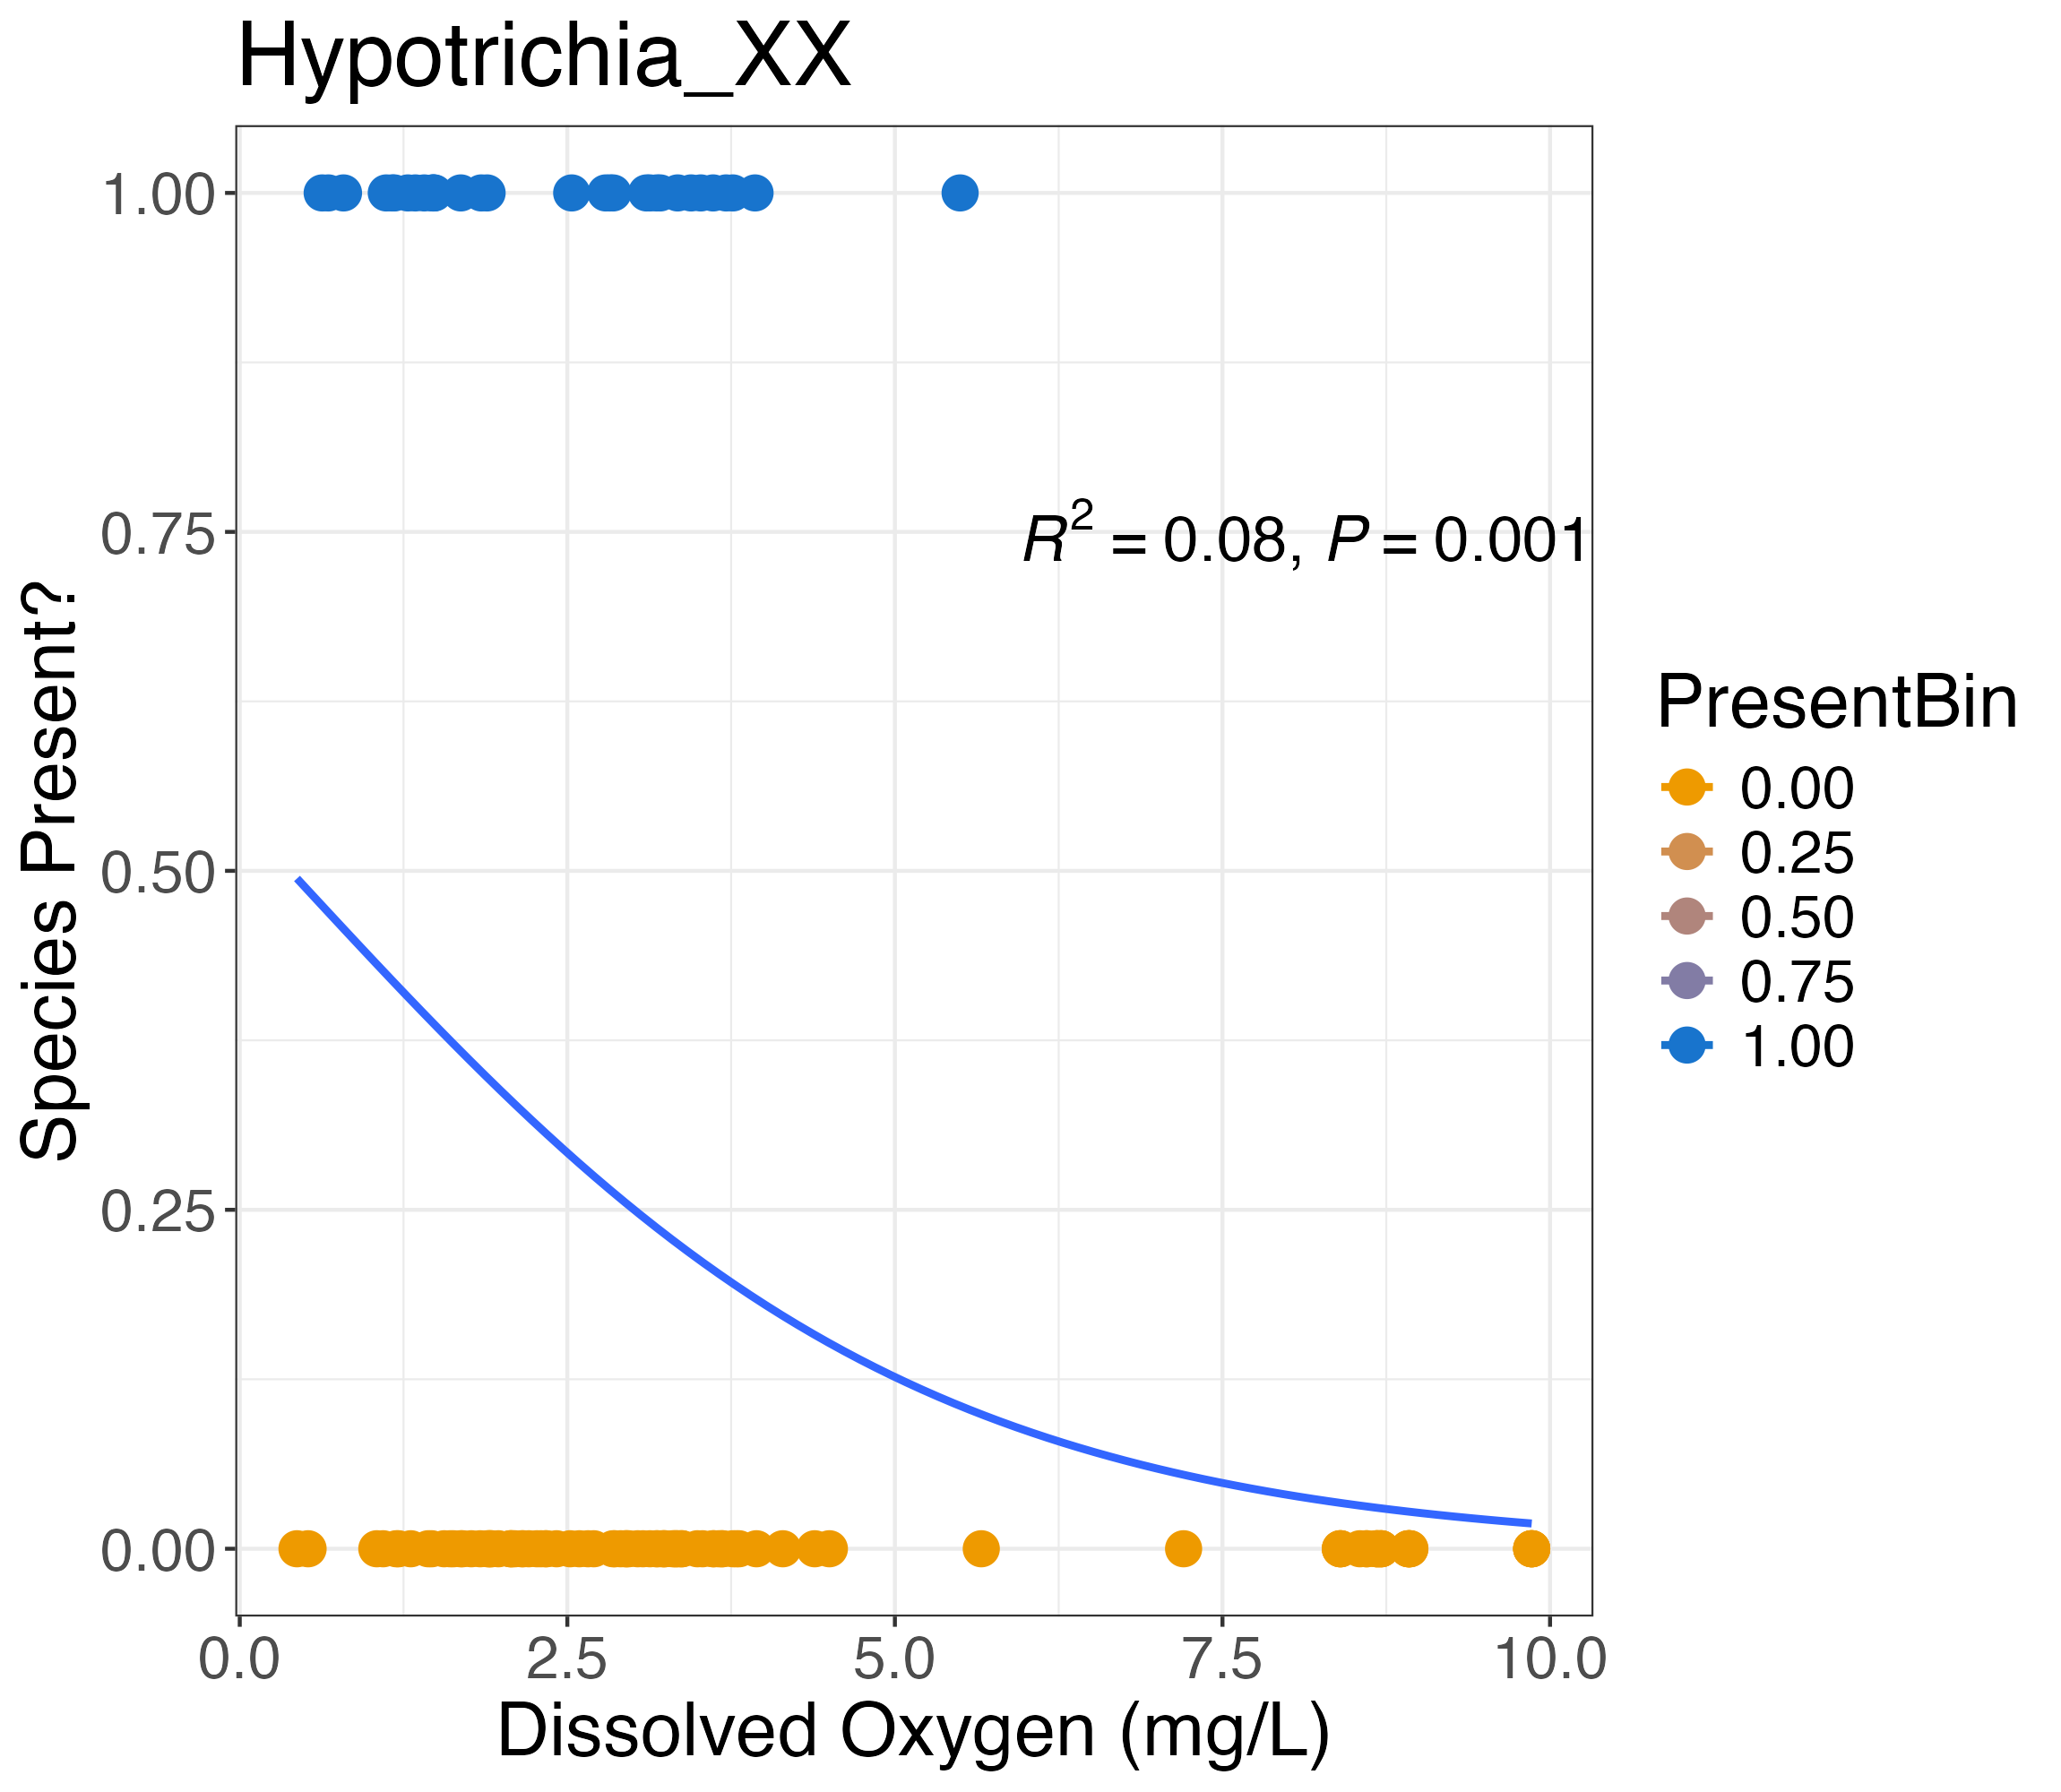 Hypotrichia_XX
1.00
0.75
0.50
0.25
0.00
Species Present?
R² = 0.08, P = 0.001
0.0 2.5 5.0 7.5 10.0
Dissolved Oxygen (mg/L)
PresentBin
0.00
0.25
0.50
0.75
1.00